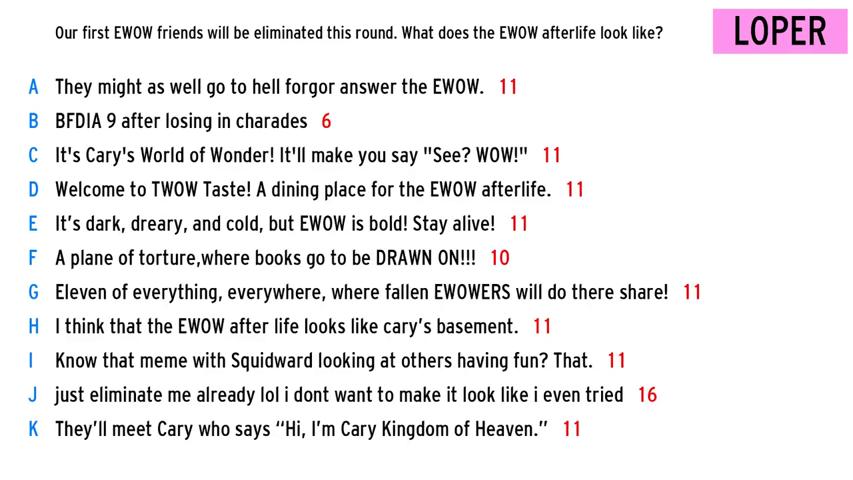 Our first EWOW friends will be eliminated this round. What does the EWOW afterlife look like?
LOPER
A They might as well go to hell forgor answer the EWOW. 11
B BFDIA 9 after losing in charades 6
C It's Cary's World of Wonder! It'll make you say "See? WOW!" 11
D Welcome to TWOW Taste! A dining place for the EWOW afterlife. 11
E It’s dark, dreary, and cold, but EWOW is bold! Stay alive! 11
F A plane of torture,where books go to be DRAWN ON!!! 10
G Eleven of everything, everywhere, where fallen EWOWERS will do there share! 11
H I think that the EWOW after life looks like cary’s basement. 11
I Know that meme with Squidward looking at others having fun? That. 11
J just eliminate me already lol i dont want to make it look like i even tried 16
K They’ll meet Cary who says “Hi, I’m Cary Kingdom of Heaven.” 11